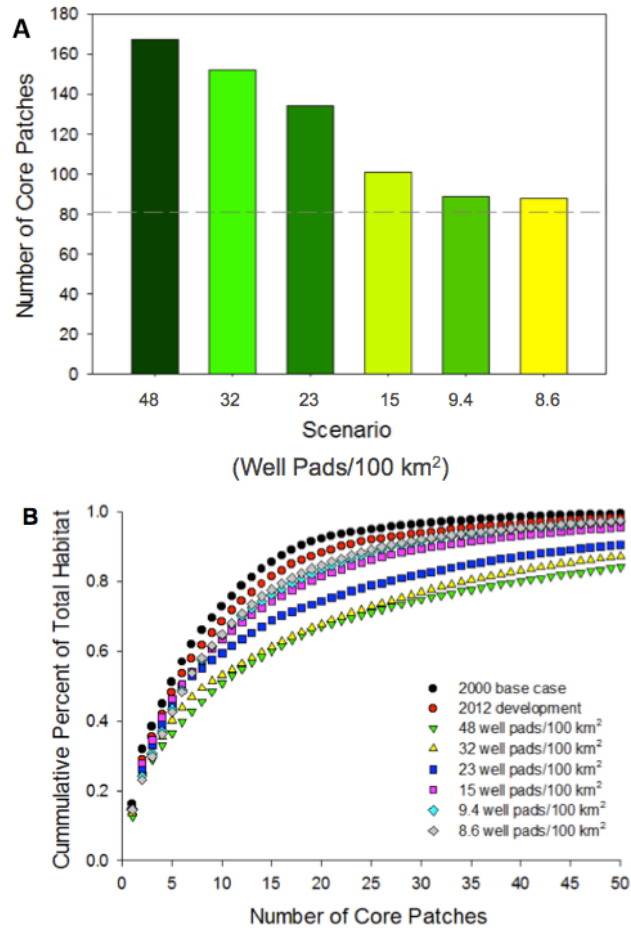 A
Number of Core Patches
180
160
140
120
100
80
60
40
20
0
48 32 23 15 9.4 8.6
Scenario
(Well Pads/100 km²)
B
Cummulative Percent of Total Habitat
1.0
0.8
0.6
0.4
0.2
0.0
2000 base case
2012 development
48 well pads/100 km²
32 well pads/100 km²
23 well pads/100 km²
15 well pads/100 km²
9.4 well pads/100 km²
8.6 well pads/100 km²
0 5 10 15 20 25 30 35 40 45 50
Number of Core Patches